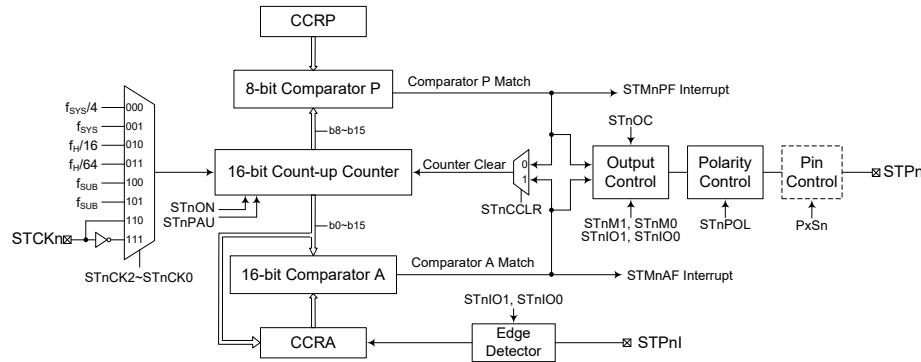 CCRP
8-bit Comparator P
Comparator P Match
STMnPF Interrupt
b8~b15
fSYS/4
000
fSYS
001
fH/16
010
fH/64
011
fSUB
100
fSUB
101
110
111
STCKn
STnCK2~STnCK0
16-bit Count-up Counter
STnON
STnPAU
Counter Clear
0
1
STnCCLR
STnOC
Output
Control
STnM1, STnM0
STnIO1, STnIO0
Polarity
Control
STnPOL
Pin
Control
PxSn
STPn
b0~b15
16-bit Comparator A
Comparator A Match
STMnAF Interrupt
STnIO1, STnIO0
CCRA
Edge
Detector
STPnI